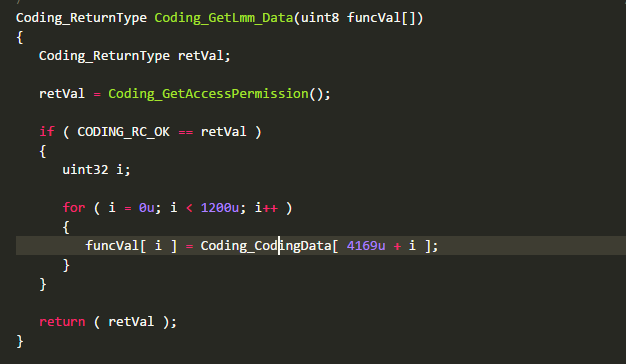 Coding_ReturnType Coding_GetLmm_Data(uint8 funcVal[])
{
Coding_ReturnType retVal;
retVal = Coding_GetAccessPermission();
if ( CODING_RC_OK == retVal )
{
uint32 i;
for ( i = 0u; i < 1200u; i++ )
{
funcVal[ i ] = Coding_CodingData[ 4169u + i ];
}
}
return ( retVal );
}